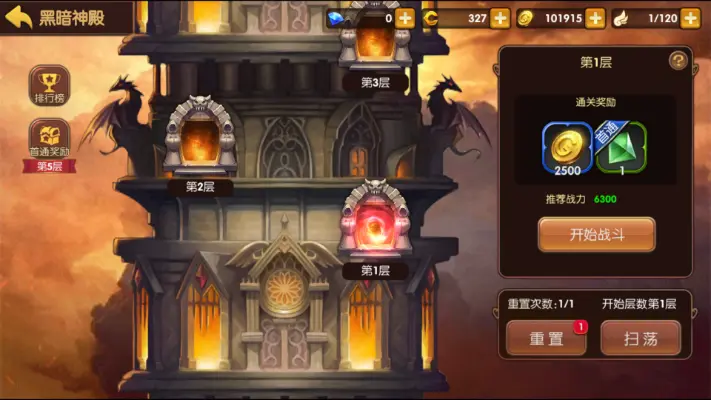 黑暗神殿
0
327
101915
1/120
排行榜
首通奖励
第5层
第3层
第2层
第1层
第1层
?
通关奖励
2500
首通
1
推荐战力 6300
开始战斗
重置次数:1/1 开始层数第1层
重置 1
扫荡